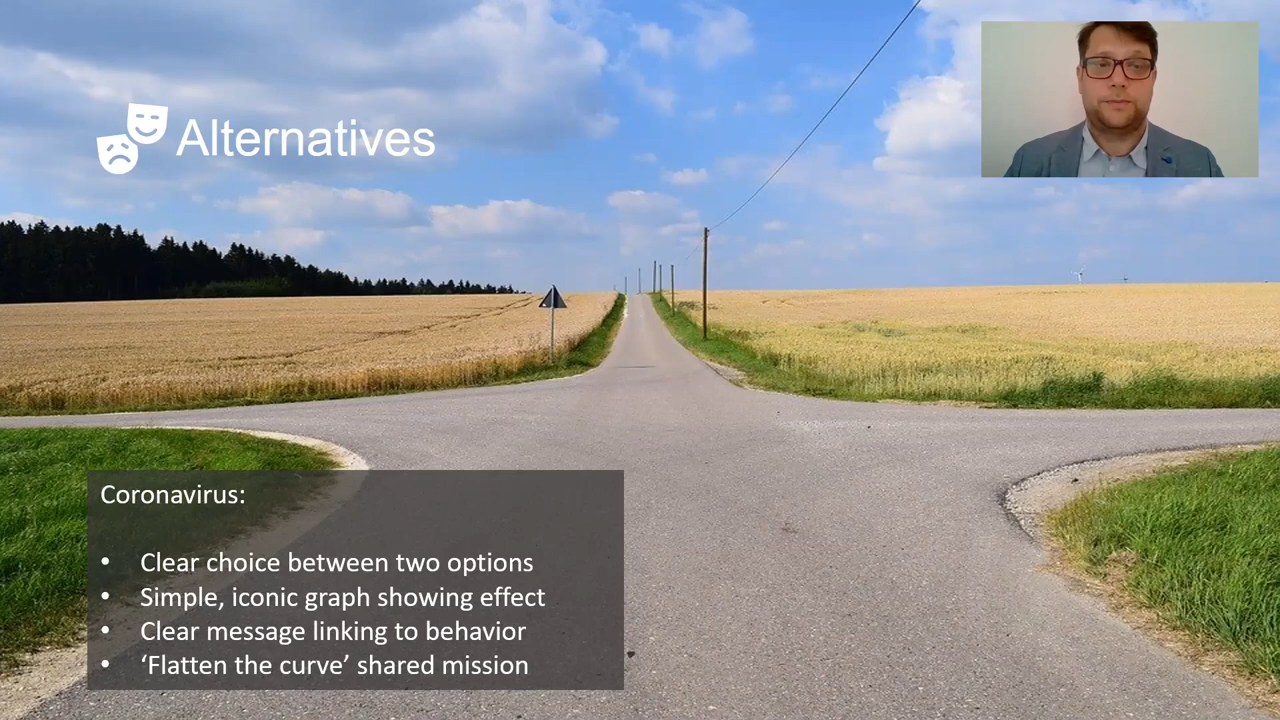 Alternatives
Coronavirus:
• Clear choice between two options
• Simple, iconic graph showing effect
• Clear message linking to behavior
• ‘Flatten the curve’ shared mission